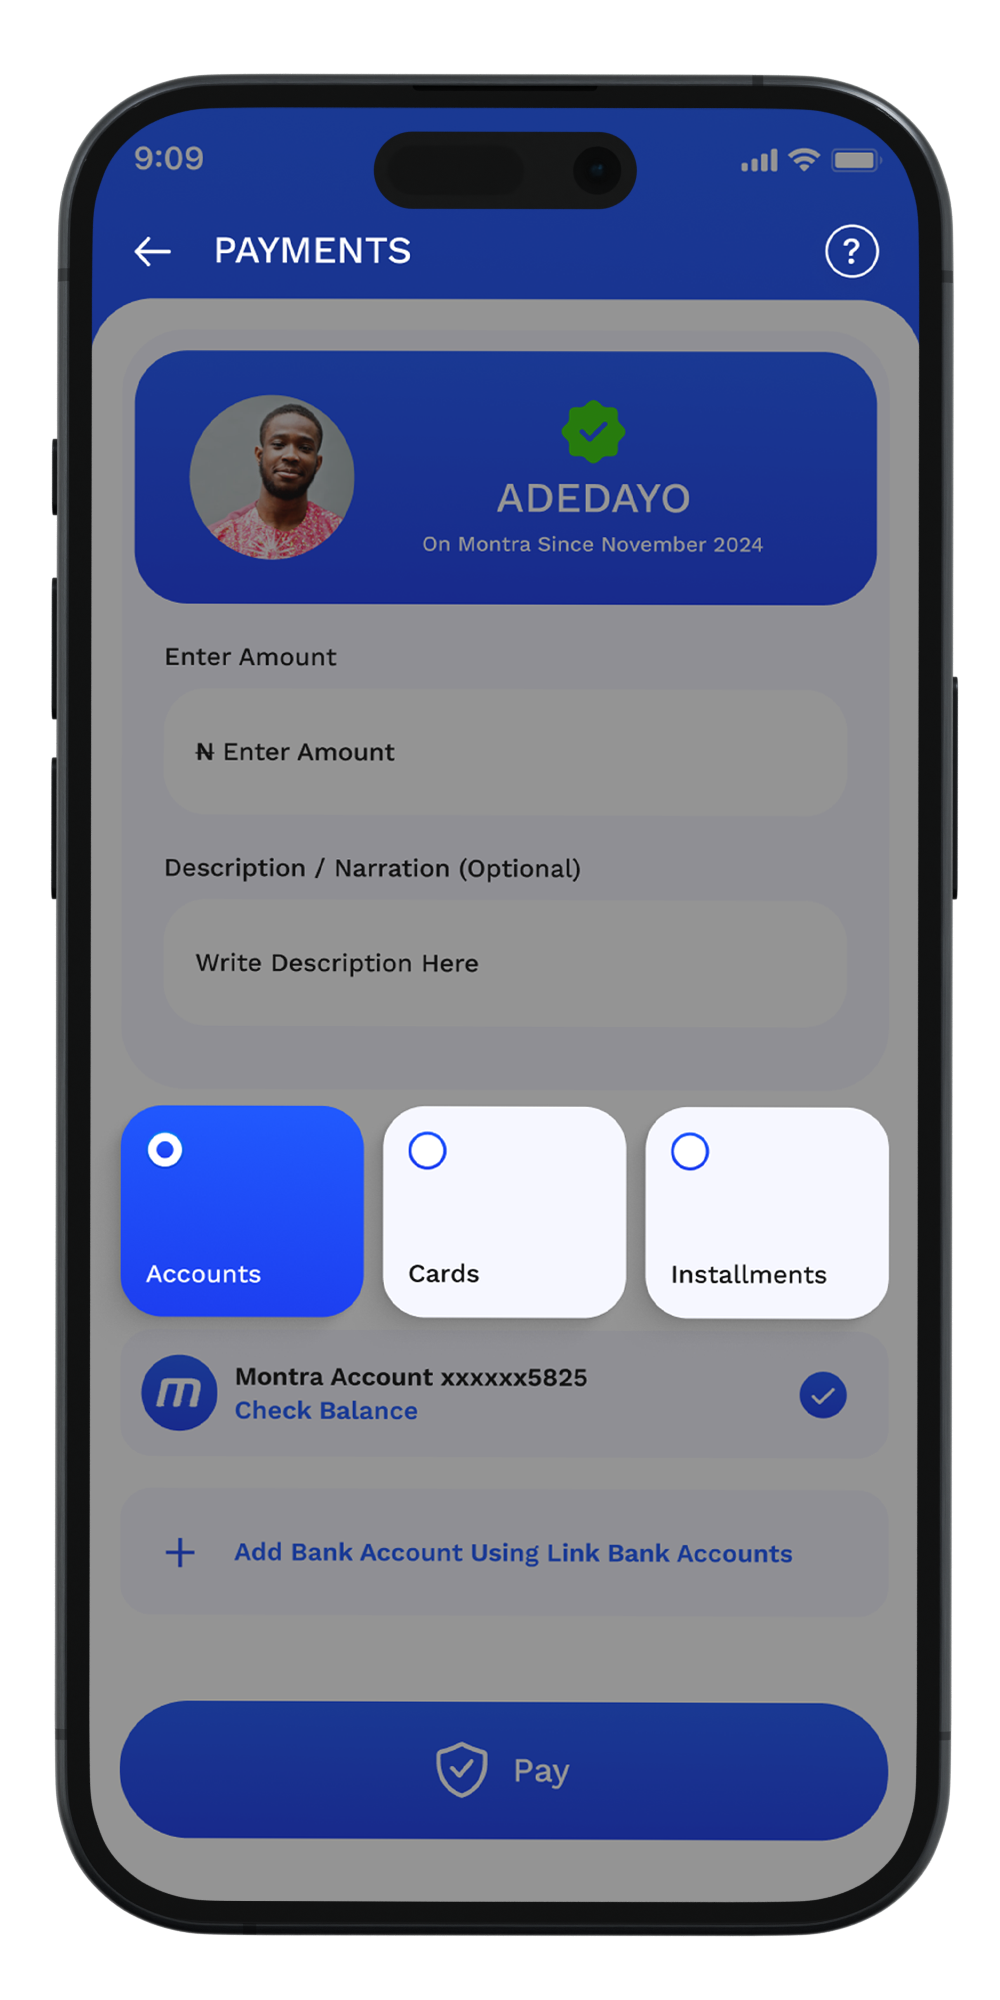 9:09
PAYMENTS
?
ADEDAYO
On Montra Since November 2024
Enter Amount
₦ Enter Amount
Description / Narration (Optional)
Write Description Here
Accounts
Cards
Installments
m
Montra Account xxxxxx5825
Check Balance
+ Add Bank Account Using Link Bank Accounts
Pay